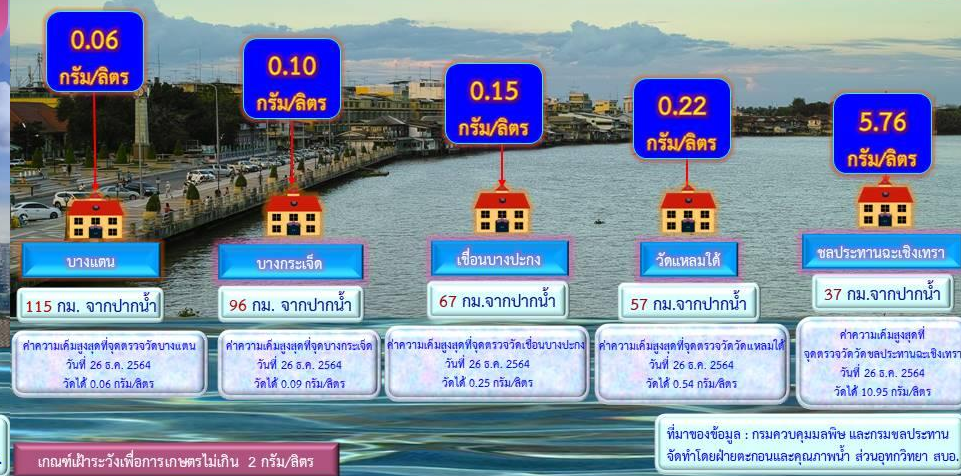 0.06
กรัม/ลิตร
0.10
กรัม/ลิตร
0.15
กรัม/ลิตร
0.22
กรัม/ลิตร
5.76
กรัม/ลิตร
บางแตน
บางกระเจ็ด
เขื่อนบางปะกง
วัดแหลมใต้
ชลประทานฉะเชิงเทรา
115 กม. จากปากน้ำ
96 กม. จากปากน้ำ
67 กม.จากปากน้ำ
57 กม.จากปากน้ำ
37 กม.จากปากน้ำ
ค่าความเค็มสูงสุดที่จุดตรวจวัดบางแตน
วันที่ 26 ธ.ค. 2564
วัดได้ 0.06 กรัม/ลิตร
ค่าความเค็มสูงสุดที่จุดบางกระเจ็ด
วันที่ 26 ธ.ค. 2564
วัดได้ 0.09 กรัม/ลิตร
ค่าความเค็มสูงสุดที่จุดตรวจวัดเขื่อนบางปะกง
วันที่ 26 ธ.ค. 2564
วัดได้ 0.25 กรัม/ลิตร
ค่าความเค็มสูงสุดที่จุดตรวจวัดวัดแหลมใต้
วันที่ 26 ธ.ค. 2564
วัดได้ 0.54 กรัม/ลิตร
ค่าความเค็มสูงสุดที่
จุดตรวจวัดวัดชลประทานฉะเชิงเทรา
วันที่ 26 ธ.ค. 2564
วัดได้ 10.95 กรัม/ลิตร
เกณฑ์เฝ้าระวังเพื่อการเกษตรไม่เกิน 2 กรัม/ลิตร
ที่มาของข้อมูล : กรมควบคุมมลพิษ และกรมชลประทาน
จัดทำโดยฝ่ายตะกอนและคุณภาพน้ำ ส่วนอุทกวิทยา สบอ.